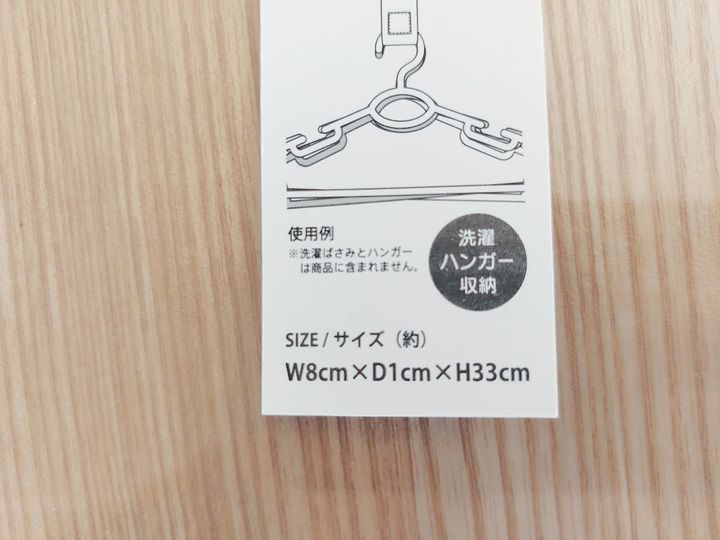 使用例
※洗濯ばさみとハンガー
は商品に含まれません。
洗濯
ハンガー
収納
SIZE / サイズ（約）
W8cm×D1cm×H33cm